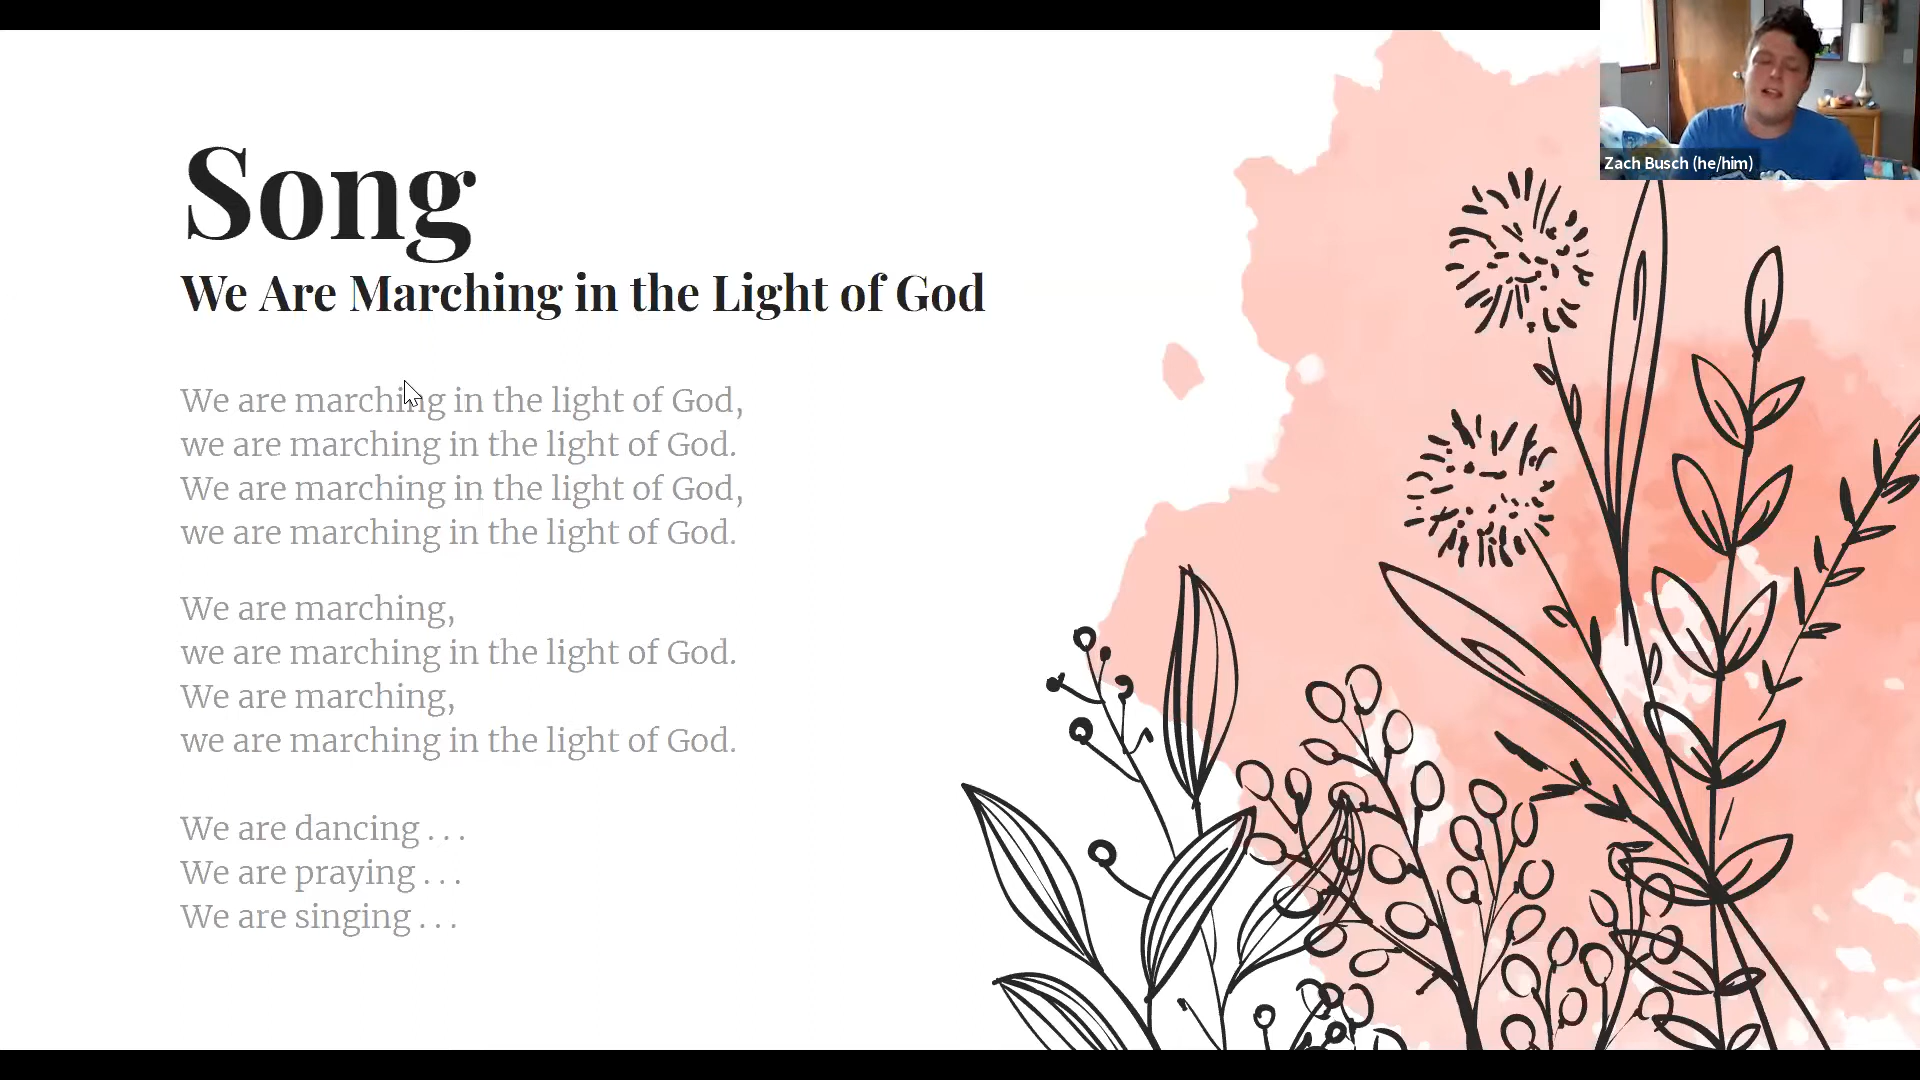 Song
We Are Marching in the Light of God
We are marching in the light of God,
we are marching in the light of God.
We are marching in the light of God,
we are marching in the light of God.
We are marching,
we are marching in the light of God.
We are marching,
we are marching in the light of God.
We are dancing . . .
We are praying . . .
We are singing . . .
Zach Busch (he/him)